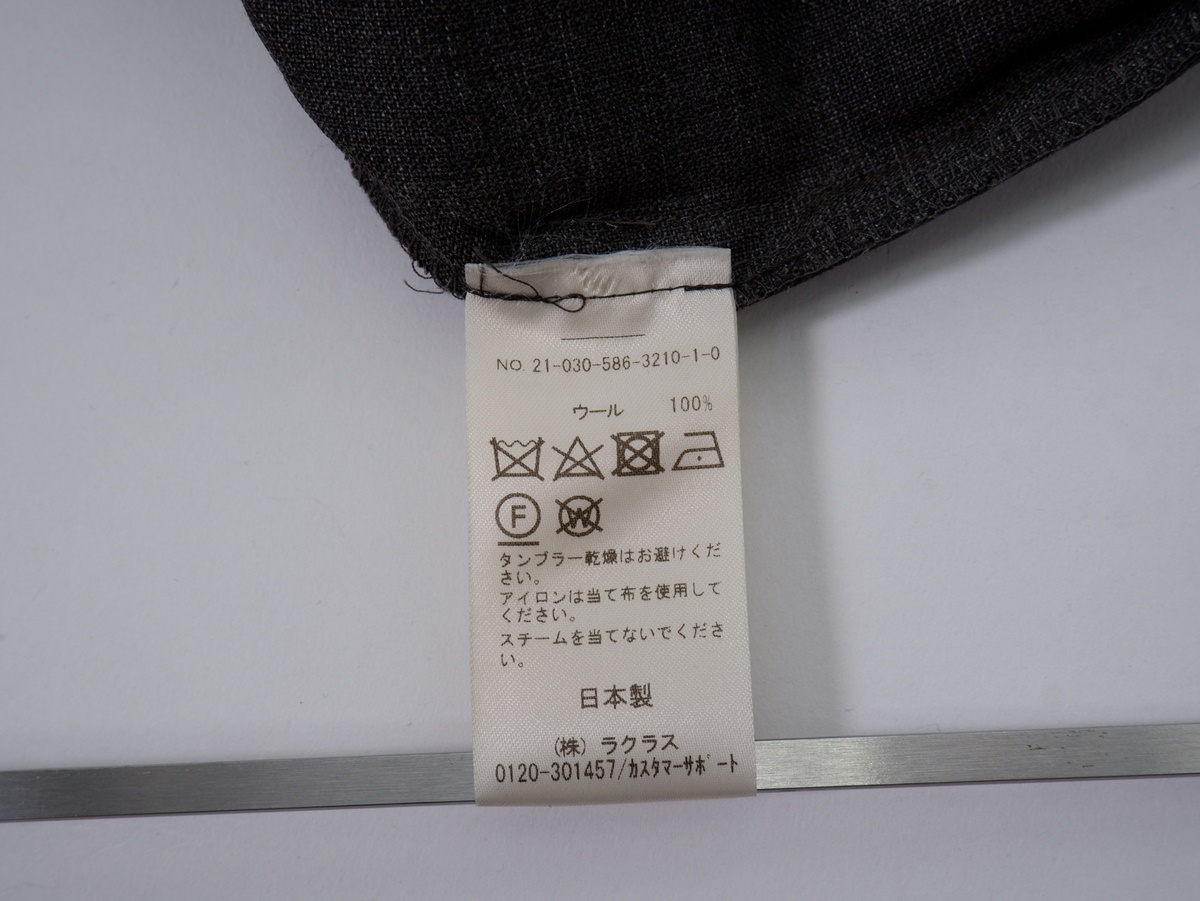 NO. 21-030-586-3210-1-0
ウール 100%
F W
タンブラー乾燥はお避けくだ
さい。
アイロンは当て布を使用して
ください。
スチームを当てないでくださ
い。
日本製
(株) ラクラス
0120-301457/カスタマーサポート